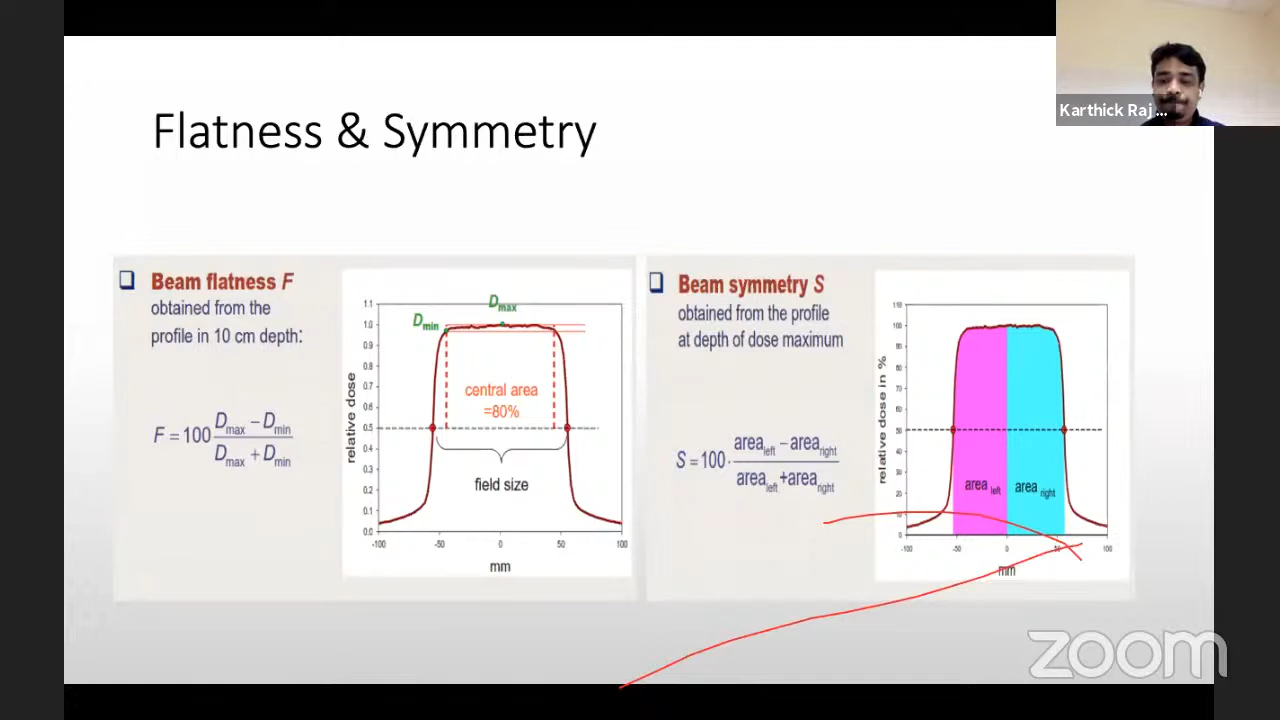 Karthick Raj ...
Flatness & Symmetry
Beam flatness F
obtained from the
profile in 10 cm depth:
F = 100 (Dmax − Dmin) / (Dmax + Dmin)
Dmax
Dmin
1.1
1.0
0.9
0.8
0.7
0.6
0.5
0.4
0.3
0.2
0.1
0.0
relative dose
central area
=80%
field size
-100 -50 0 50 100
mm
Beam symmetry S
obtained from the profile
at depth of dose maximum
S = 100 · (arealeft − arearight) / (arealeft + arearight)
110
100
90
80
70
60
50
40
30
20
10
0
relative dose in %
area left area right
-100 -50 0 50 100
mm
zoom